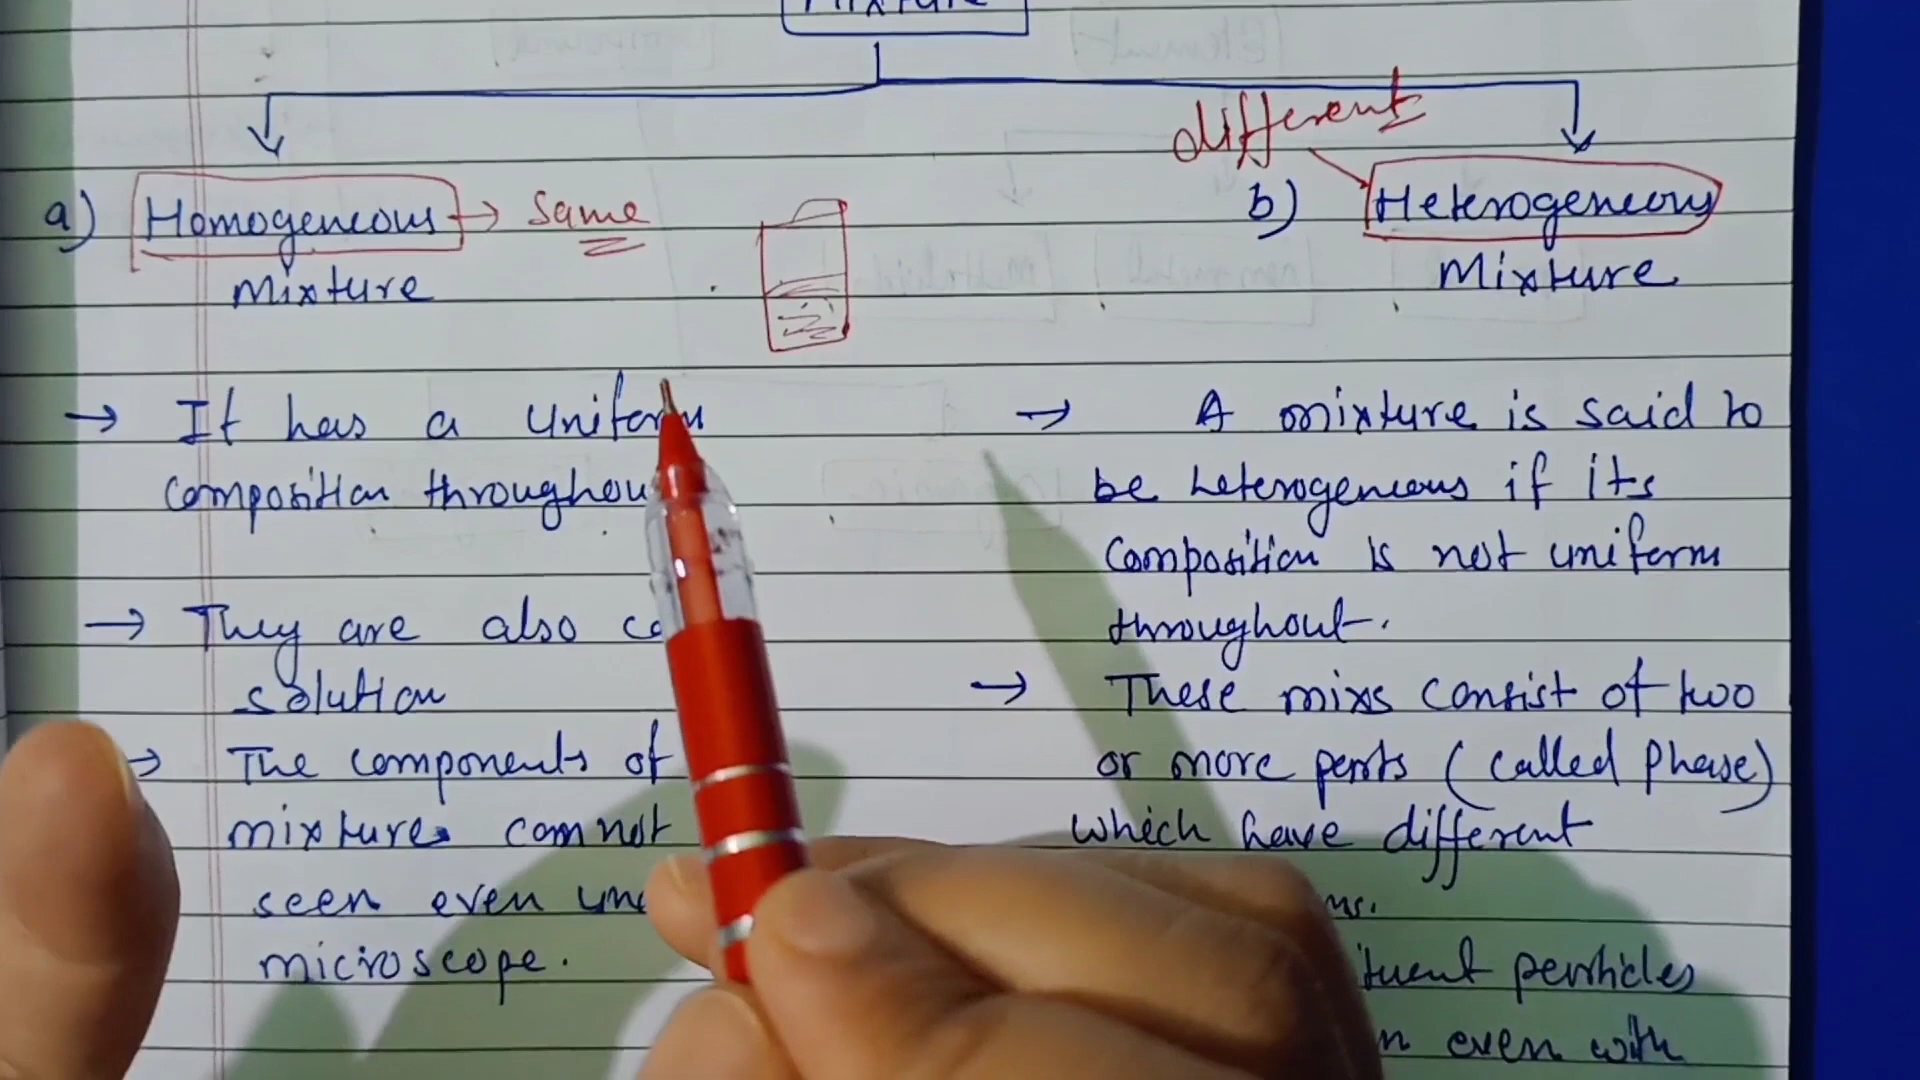 Mixture
different
a) Homogeneous → Same
mixture
b) Heterogeneous
Mixture
→ It has a uniform
composition throughou
→ They are also
solution
→ The components of
mixture cannot
seen even
microscope.
→ A mixture is said to
be heterogeneous if its
composition is not uniform
throughout.
→ These mixs consist of two
or more parts (called phase)
which have different
particles
even with